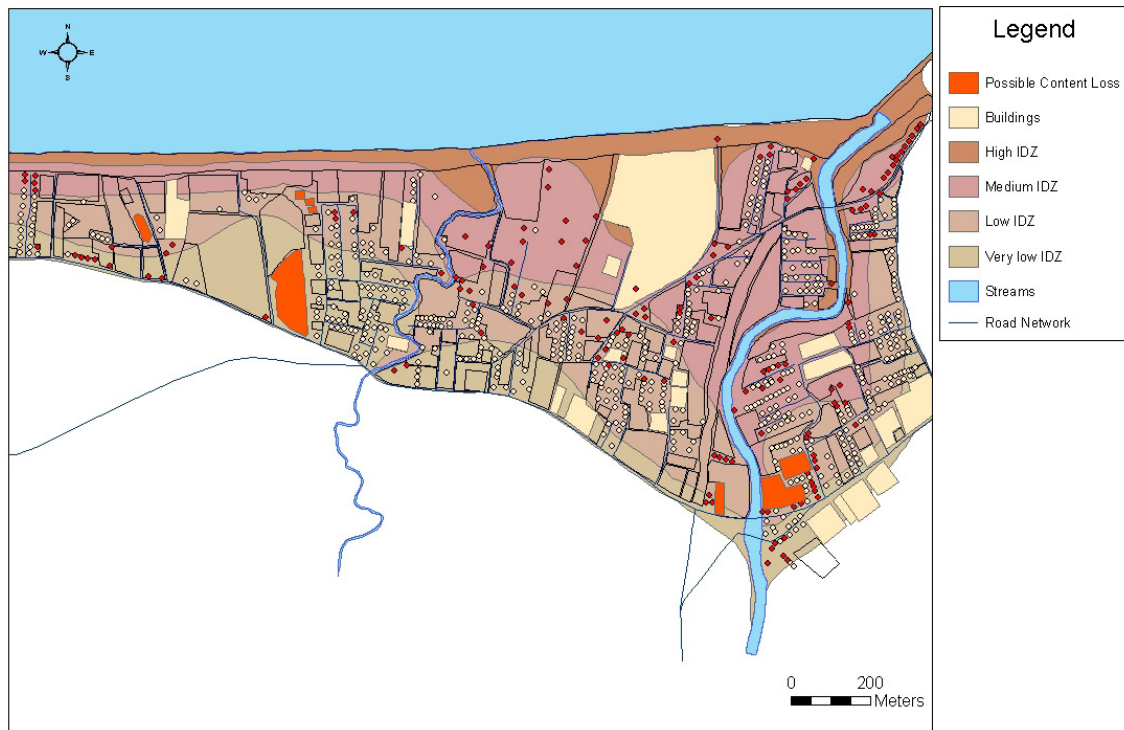 N
W E
S
Legend
Possible Content Loss
Buildings
High IDZ
Medium IDZ
Low IDZ
Very low IDZ
Streams
Road Network
0 200
Meters